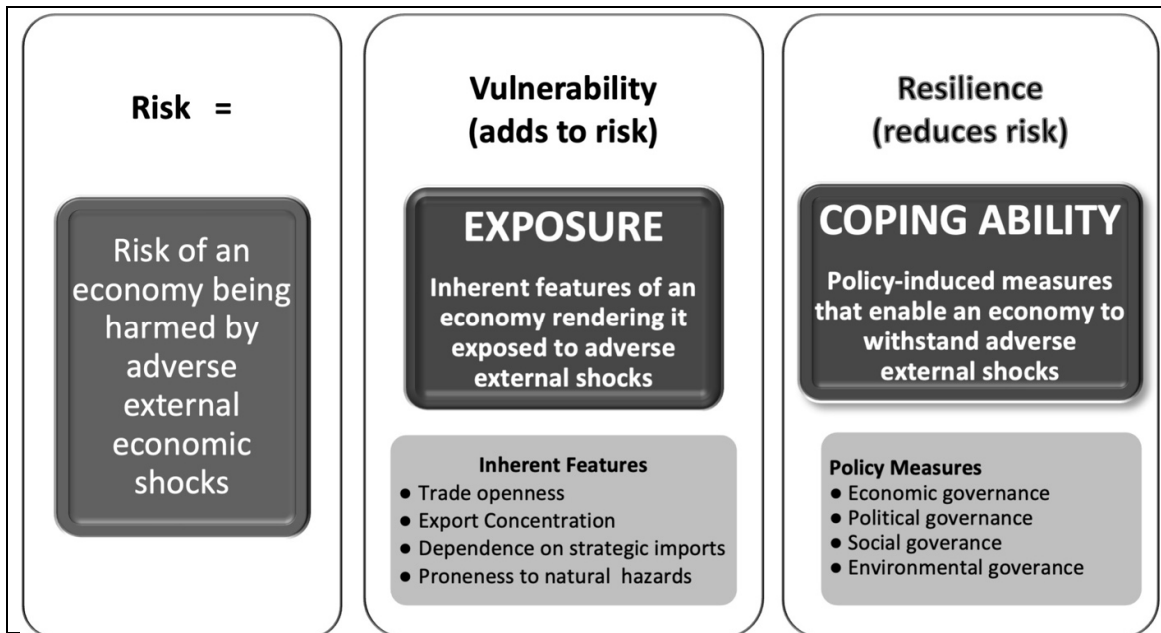 Risk =
Risk of an
economy being
harmed by
adverse
external
economic
shocks
Vulnerability
(adds to risk)
EXPOSURE
Inherent features of an
economy rendering it
exposed to adverse
external shocks
Inherent Features
● Trade openness
● Export Concentration
● Dependence on strategic imports
● Proneness to natural hazards
Resilience
(reduces risk)
COPING ABILITY
Policy-induced measures
that enable an economy to
withstand adverse
external shocks
Policy Measures
● Economic governance
● Political governance
● Social goverance
● Environmental goverance